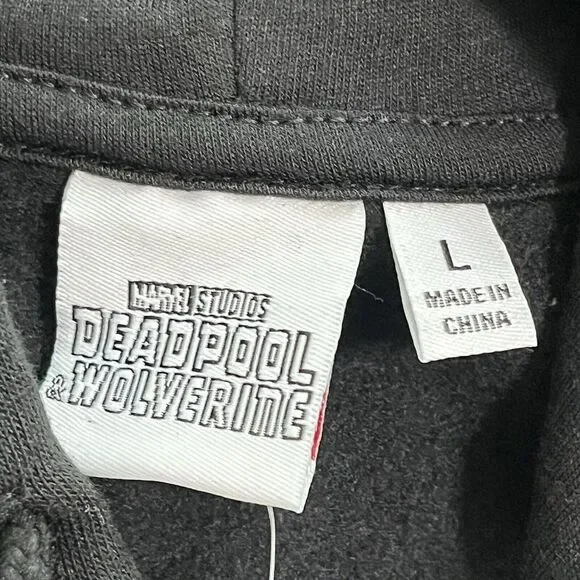 MARVEL STUDIOS
DEADPOOL
& WOLVERINE
L
MADE IN
CHINA